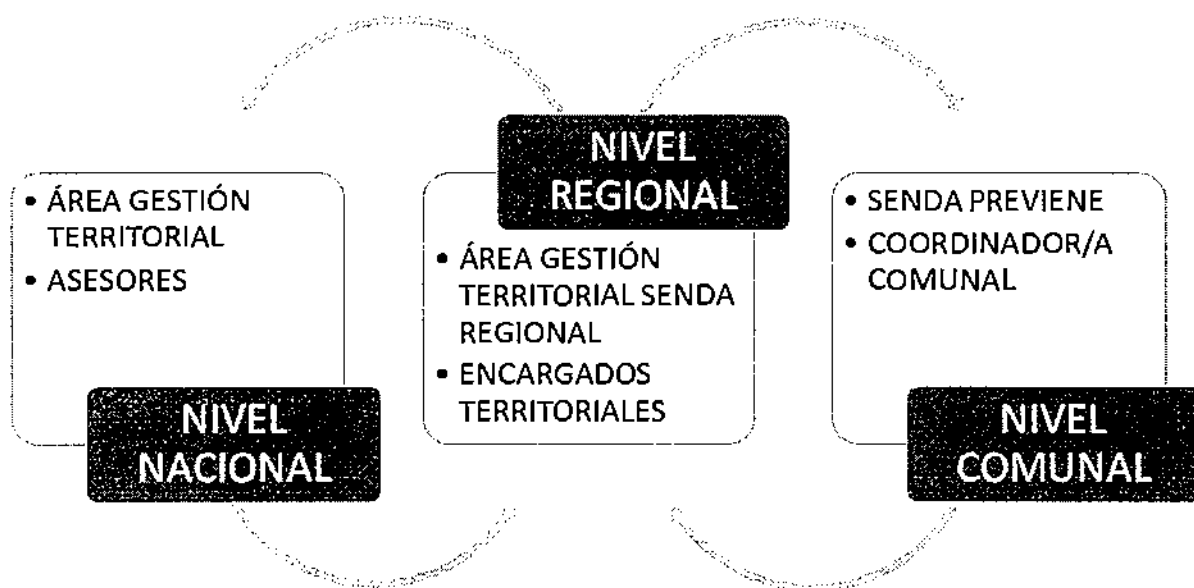 • ÁREA GESTIÓN
TERRITORIAL
• ASESORES
NIVEL
NACIONAL
NIVEL
REGIONAL
• ÁREA GESTIÓN
TERRITORIAL SENDA
REGIONAL
• ENCARGADOS
TERRITORIALES
• SENDA PREVIENE
• COORDINADOR/A
COMUNAL
NIVEL
COMUNAL